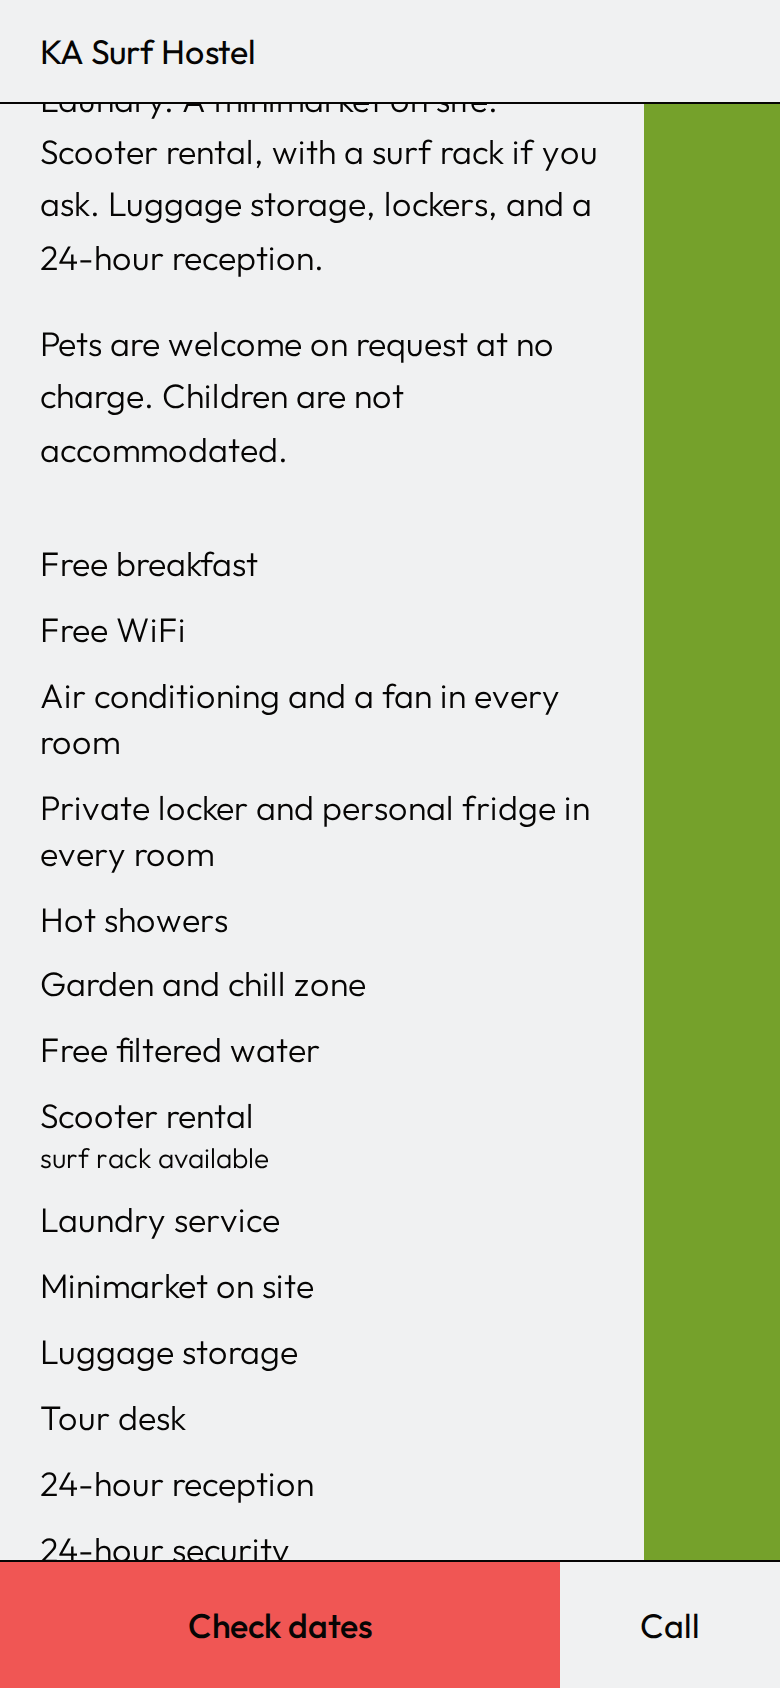 KA Surf Hostel
Laundry. A minimarket on site.
Scooter rental, with a surf rack if you
ask. Luggage storage, lockers, and a
24-hour reception.
Pets are welcome on request at no
charge. Children are not
accommodated.
Free breakfast
Free WiFi
Air conditioning and a fan in every
room
Private locker and personal fridge in
every room
Hot showers
Garden and chill zone
Free filtered water
Scooter rental
surf rack available
Laundry service
Minimarket on site
Luggage storage
Tour desk
24-hour reception
24-hour security
Check dates
Call